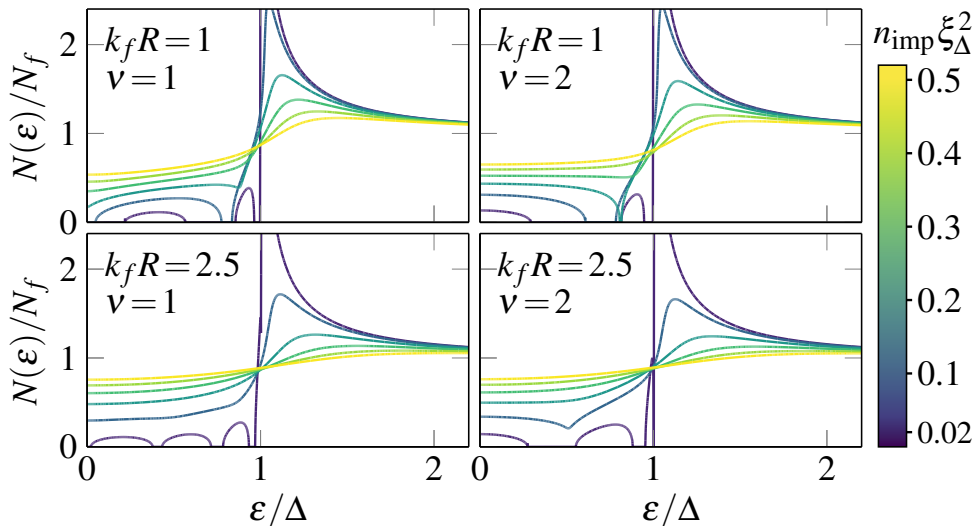 k_f R = 1
ν = 1
k_f R = 1
ν = 2
n_imp ξ_Δ^2
N(ε)/N_f
2
1
0
0.5
0.4
0.3
0.2
0.1
0.02
k_f R = 2.5
ν = 1
k_f R = 2.5
ν = 2
N(ε)/N_f
2
1
0
0 1 2
0 1 2
ε/Δ
ε/Δ